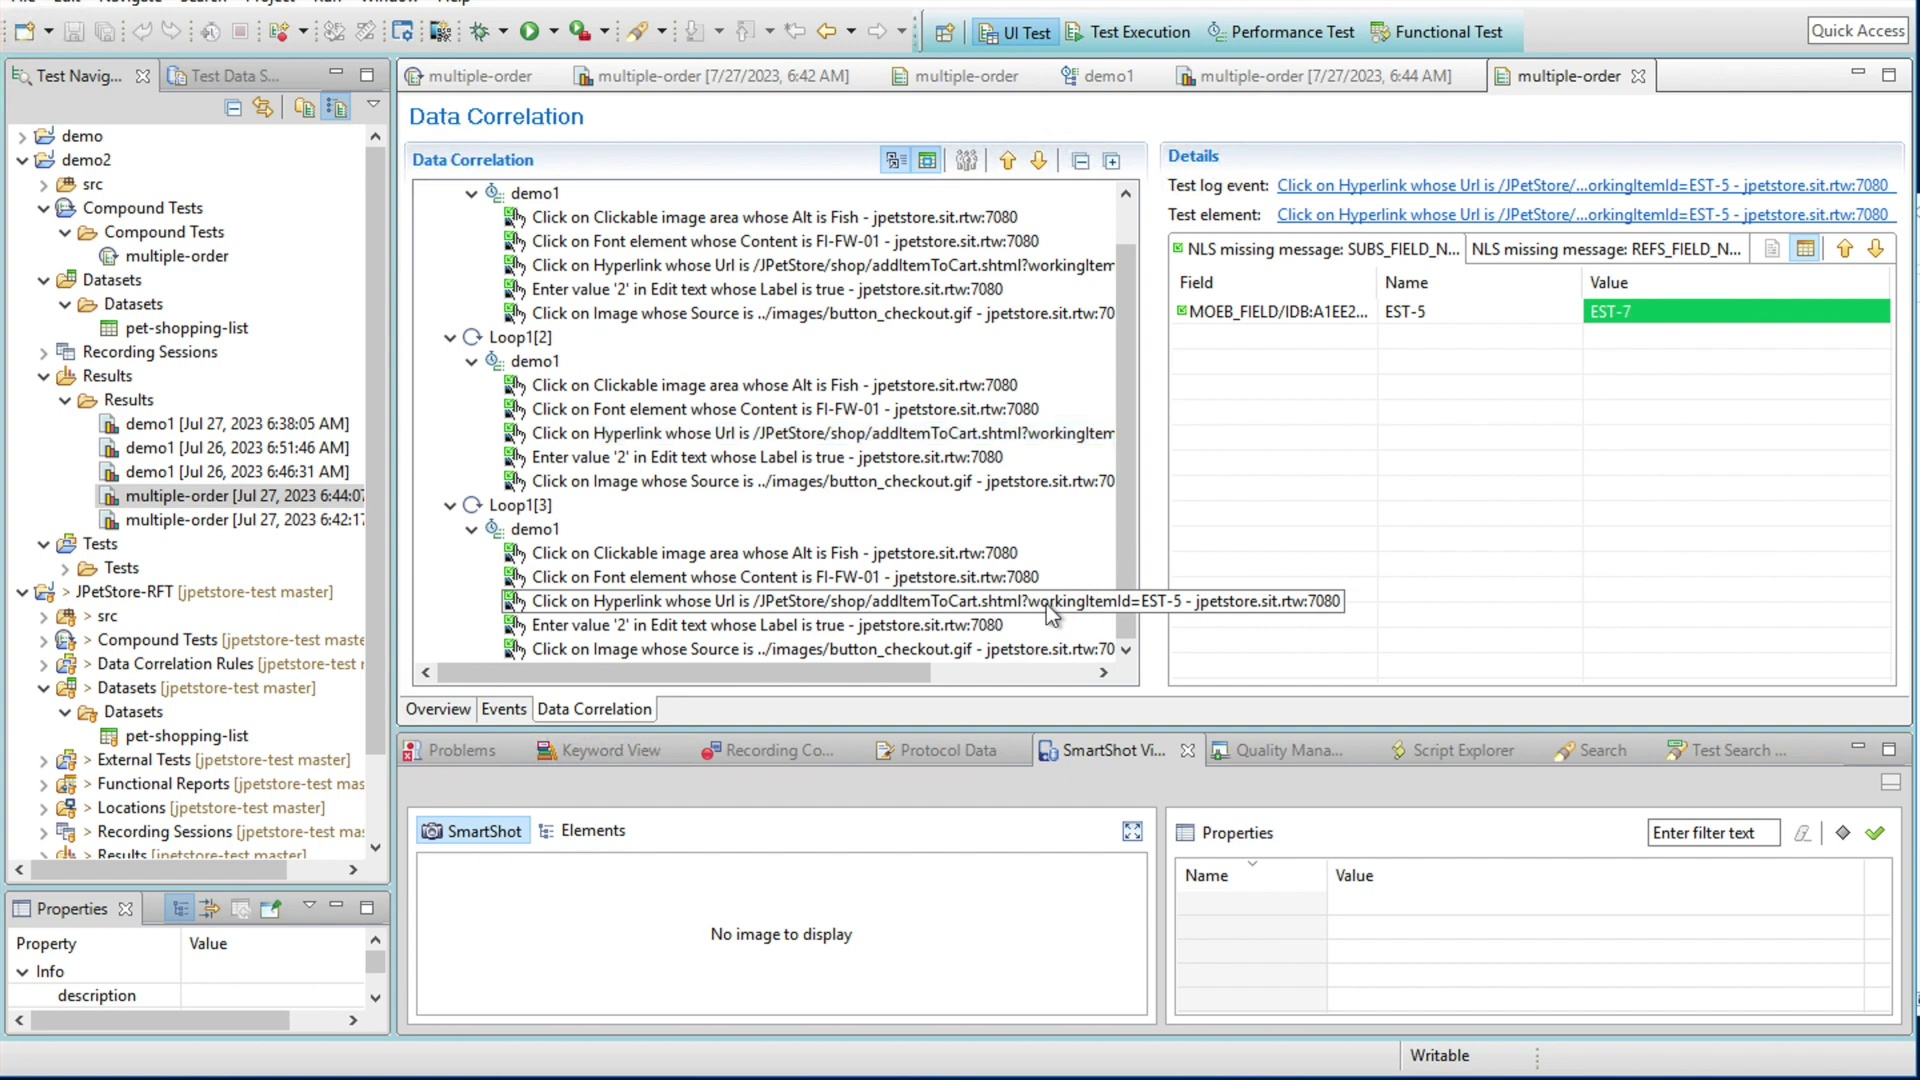 Quick Access
UI Test
Test Execution
Performance Test
Functional Test
Test Navig...
Test Data S...
demo
demo2
src
Compound Tests
Compound Tests
multiple-order
Datasets
Datasets
pet-shopping-list
Recording Sessions
Results
Results
demo1 [Jul 27, 2023 6:38:05 AM]
demo1 [Jul 26, 2023 6:51:46 AM]
demo1 [Jul 26, 2023 6:46:31 AM]
multiple-order [Jul 27, 2023 6:44:07
multiple-order [Jul 27, 2023 6:42:17
Tests
Tests
> JPetStore-RFT [jpetstore-test master]
> src
> Compound Tests [jpetstore-test maste
> Data Correlation Rules [jpetstore-test r
> Datasets [jpetstore-test master]
Datasets
pet-shopping-list
> External Tests [jpetstore-test master]
> Functional Reports [jpetstore-test mas
> Locations [jpetstore-test master]
> Recording Sessions [jpetstore-test mas
> Results [jpetstore-test master]
Properties
Property Value
Info
description
multiple-order
multiple-order [7/27/2023, 6:42 AM]
multiple-order
demo1
multiple-order [7/27/2023, 6:44 AM]
multiple-order
Data Correlation
Data Correlation
demo1
Click on Clickable image area whose Alt is Fish - jpetstore.sit.rtw:7080
Click on Font element whose Content is FI-FW-01 - jpetstore.sit.rtw:7080
Click on Hyperlink whose Url is /JPetStore/shop/addItemToCart.shtml?workingItem
Enter value '2' in Edit text whose Label is true - jpetstore.sit.rtw:7080
Click on Image whose Source is ../images/button_checkout.gif - jpetstore.sit.rtw:70
Loop1[2]
demo1
Click on Clickable image area whose Alt is Fish - jpetstore.sit.rtw:7080
Click on Font element whose Content is FI-FW-01 - jpetstore.sit.rtw:7080
Click on Hyperlink whose Url is /JPetStore/shop/addItemToCart.shtml?workingItem
Enter value '2' in Edit text whose Label is true - jpetstore.sit.rtw:7080
Click on Image whose Source is ../images/button_checkout.gif - jpetstore.sit.rtw:70
Loop1[3]
demo1
Click on Clickable image area whose Alt is Fish - jpetstore.sit.rtw:7080
Click on Font element whose Content is FI-FW-01 - jpetstore.sit.rtw:7080
Click on Hyperlink whose Url is /JPetStore/shop/addItemToCart.shtml?workingItemId=EST-5 - jpetstore.sit.rtw:7080
Enter value '2' in Edit text whose Label is true - jpetstore.sit.rtw:7080
Click on Image whose Source is ../images/button_checkout.gif - jpetstore.sit.rtw:70
Overview Events Data Correlation
Details
Test log event: Click on Hyperlink whose Url is /JPetStore/...orkingItemId=EST-5 - jpetstore.sit.rtw:7080
Test element: Click on Hyperlink whose Url is /JPetStore/...orkingItemId=EST-5 - jpetstore.sit.rtw:7080
NLS missing message: SUBS_FIELD_N... NLS missing message: REFS_FIELD_N...
Field Name Value
MOEB_FIELD/IDB:A1EE2... EST-5 EST-7
Problems
Keyword View
Recording Co...
Protocol Data
SmartShot Vi...
Quality Mana...
Script Explorer
Search
Test Search ...
SmartShot Elements
No image to display
Properties
Enter filter text
Name Value
Writable